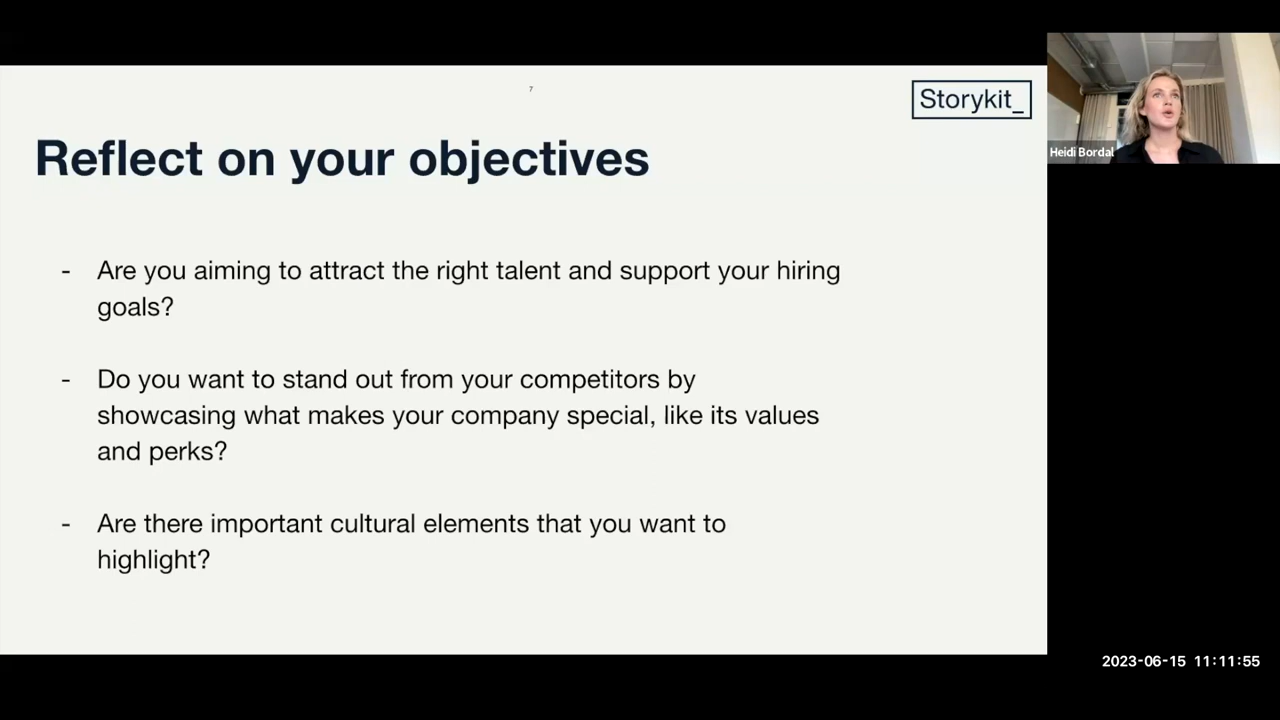 7
Storykit_
Reflect on your objectives
- Are you aiming to attract the right talent and support your hiring
goals?
- Do you want to stand out from your competitors by
showcasing what makes your company special, like its values
and perks?
- Are there important cultural elements that you want to
highlight?
Heidi Bordal
2023-06-15 11:11:55